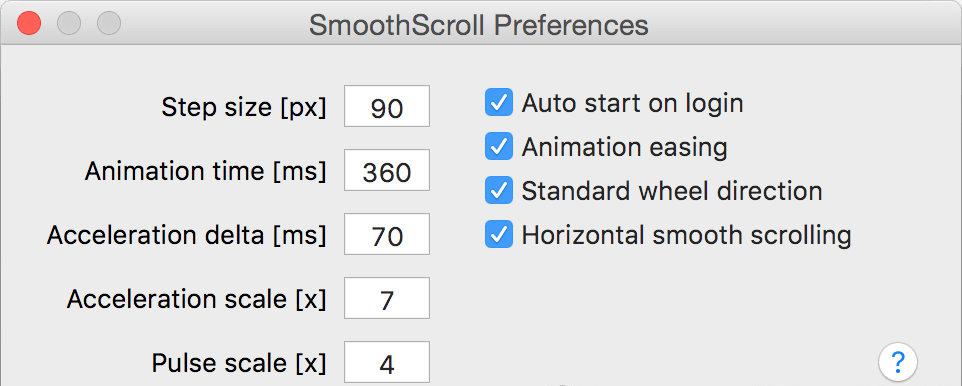 SmoothScroll Preferences
Step size [px] 90
Animation time [ms] 360
Acceleration delta [ms] 70
Acceleration scale [x] 7
Pulse scale [x] 4
Auto start on login
Animation easing
Standard wheel direction
Horizontal smooth scrolling
?